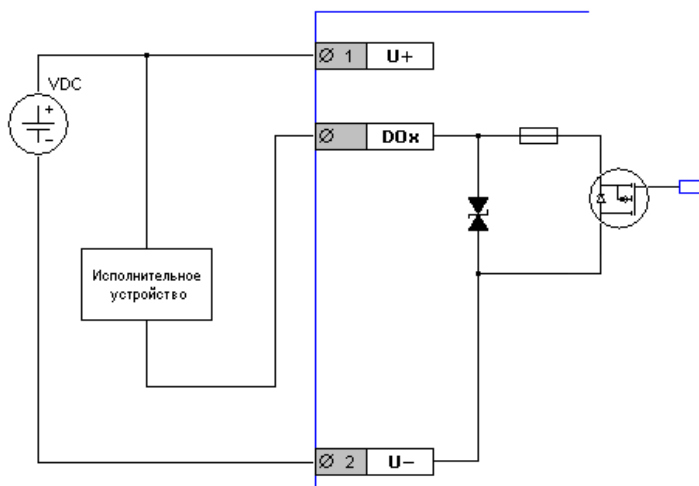 1 U+
VDC
+
DOx
−
Исполнительное
устройство
2 U−